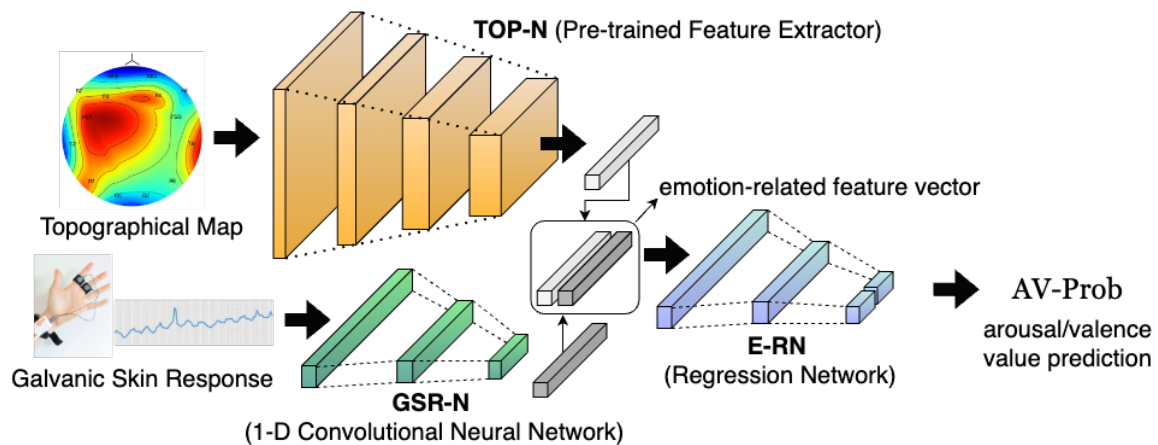 TOP-N (Pre-trained Feature Extractor)
Topographical Map
emotion-related feature vector
AV-Prob
arousal/valence
value prediction
E-RN
(Regression Network)
Galvanic Skin Response
GSR-N
(1-D Convolutional Neural Network)